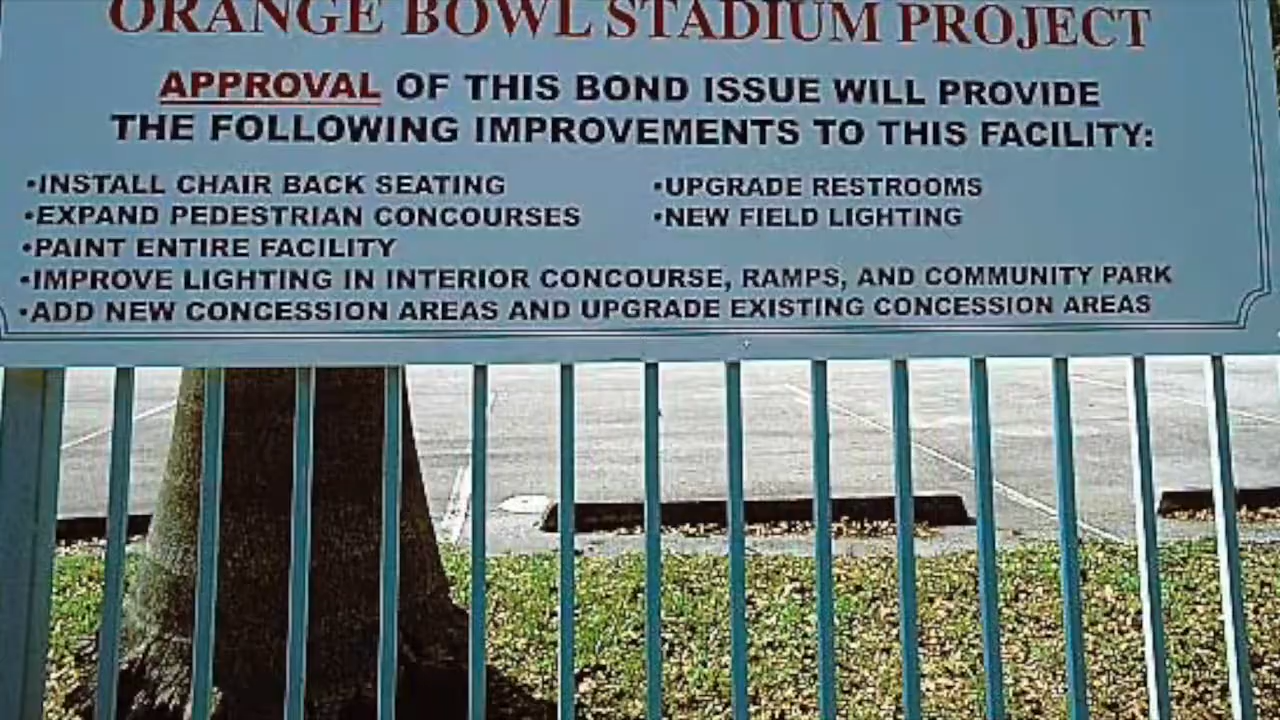 ORANGE BOWL STADIUM PROJECT
APPROVAL OF THIS BOND ISSUE WILL PROVIDE
THE FOLLOWING IMPROVEMENTS TO THIS FACILITY:
•INSTALL CHAIR BACK SEATING •UPGRADE RESTROOMS
•EXPAND PEDESTRIAN CONCOURSES •NEW FIELD LIGHTING
•PAINT ENTIRE FACILITY
•IMPROVE LIGHTING IN INTERIOR CONCOURSE, RAMPS, AND COMMUNITY PARK
•ADD NEW CONCESSION AREAS AND UPGRADE EXISTING CONCESSION AREAS